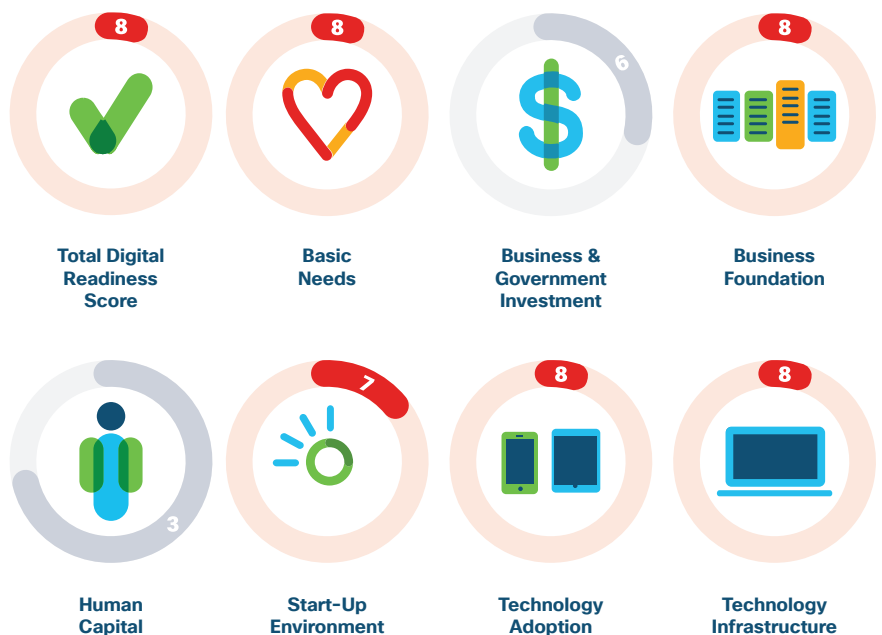 8
8
6
8
Total Digital
Readiness
Score
Basic
Needs
Business &
Government
Investment
Business
Foundation
3
7
8
8
Human
Capital
Start-Up
Environment
Technology
Adoption
Technology
Infrastructure